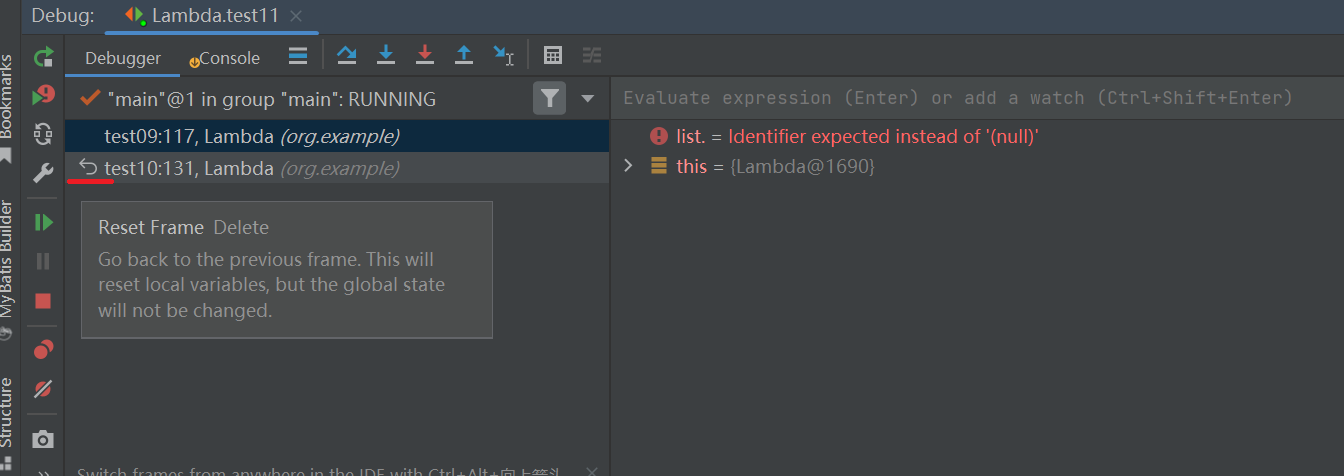 Debug:
Lambda.test11
Debugger
Console
"main"@1 in group "main": RUNNING
Evaluate expression (Enter) or add a watch (Ctrl+Shift+Enter)
test09:117, Lambda (org.example)
test10:131, Lambda (org.example)
list. = Identifier expected instead of '(null)'
this = {Lambda@1690}
Reset Frame Delete
Go back to the previous frame. This will
reset local variables, but the global state
will not be changed.
Switch frames from anywhere in the IDE with Ctrl+Alt+向上箭头
Bookmarks
MyBatis Builder
Structure